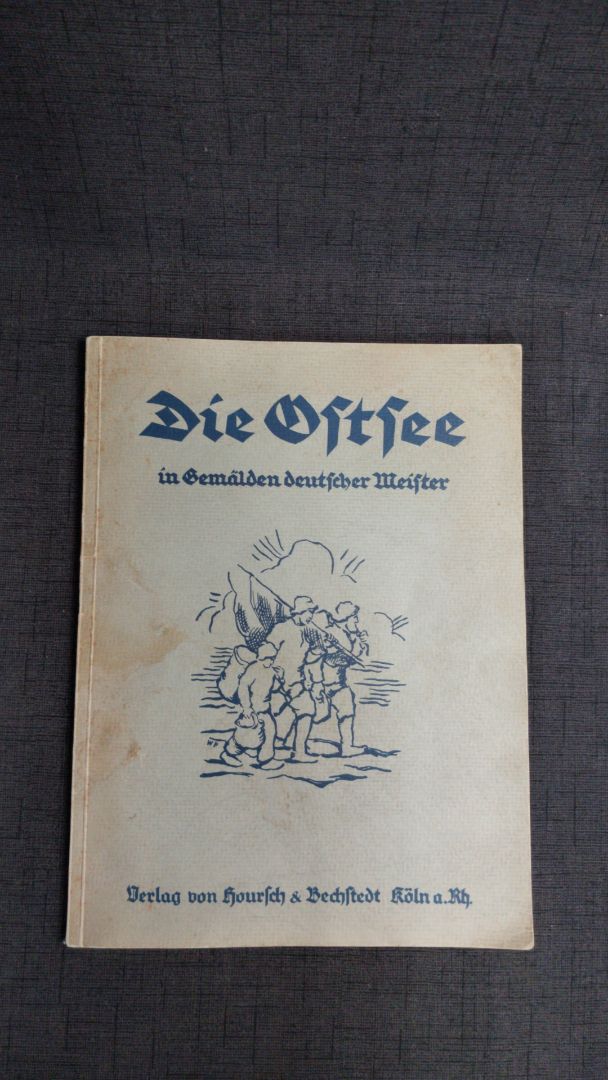 Die Oſtſee
in Gemälden deutſcher Meiſter
Verlag von Hourſch & Bechſtedt Köln a. Rh.